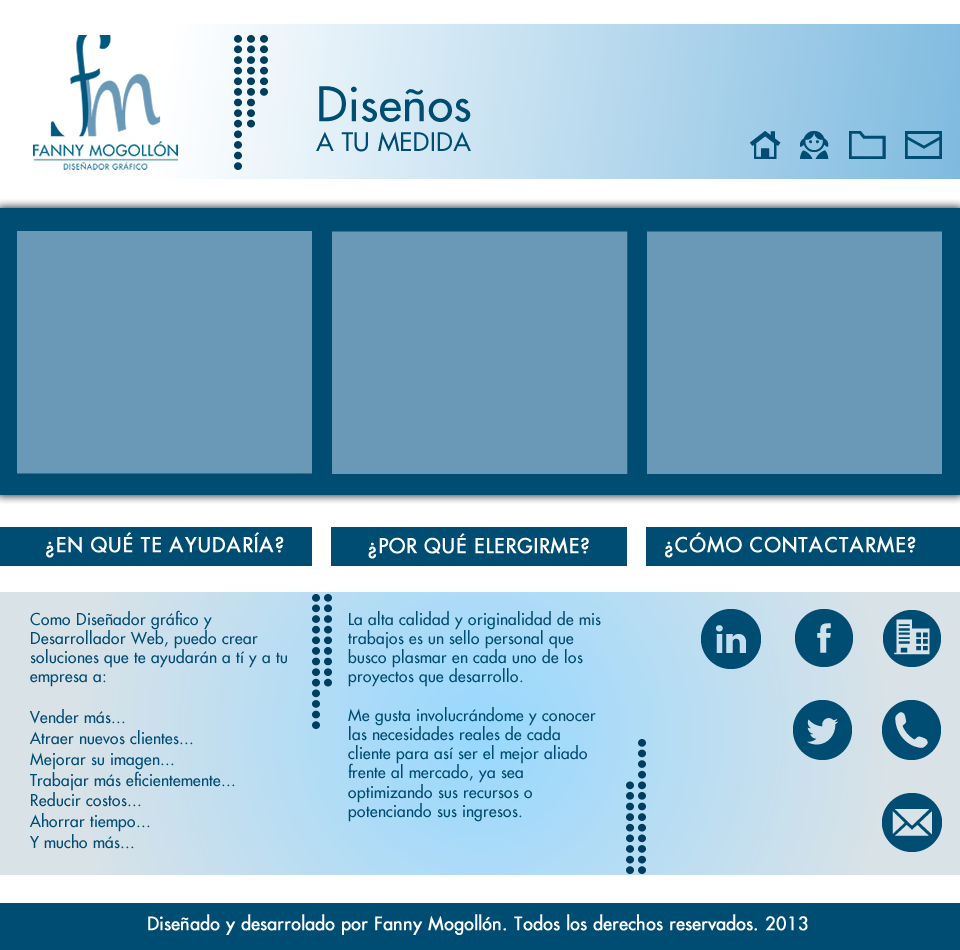 fm
FANNY MOGOLLÓN
DISEÑADOR GRÁFICO
Diseños
A TU MEDIDA
¿EN QUÉ TE AYUDARÍA?
¿POR QUÉ ELERGIRME?
¿CÓMO CONTACTARME?
Como Diseñador gráfico y
Desarrollador Web, puedo crear
soluciones que te ayudarán a tí y a tu
empresa a:
Vender más...
Atraer nuevos clientes...
Mejorar su imagen...
Trabajar más eficientemente...
Reducir costos...
Ahorrar tiempo...
Y mucho más...
La alta calidad y originalidad de mis
trabajos es un sello personal que
busco plasmar en cada uno de los
proyectos que desarrollo.
Me gusta involucrándome y conocer
las necesidades reales de cada
cliente para así ser el mejor aliado
frente al mercado, ya sea
optimizando sus recursos o
potenciando sus ingresos.
in
f
Diseñado y desarrolado por Fanny Mogollón. Todos los derechos reservados. 2013